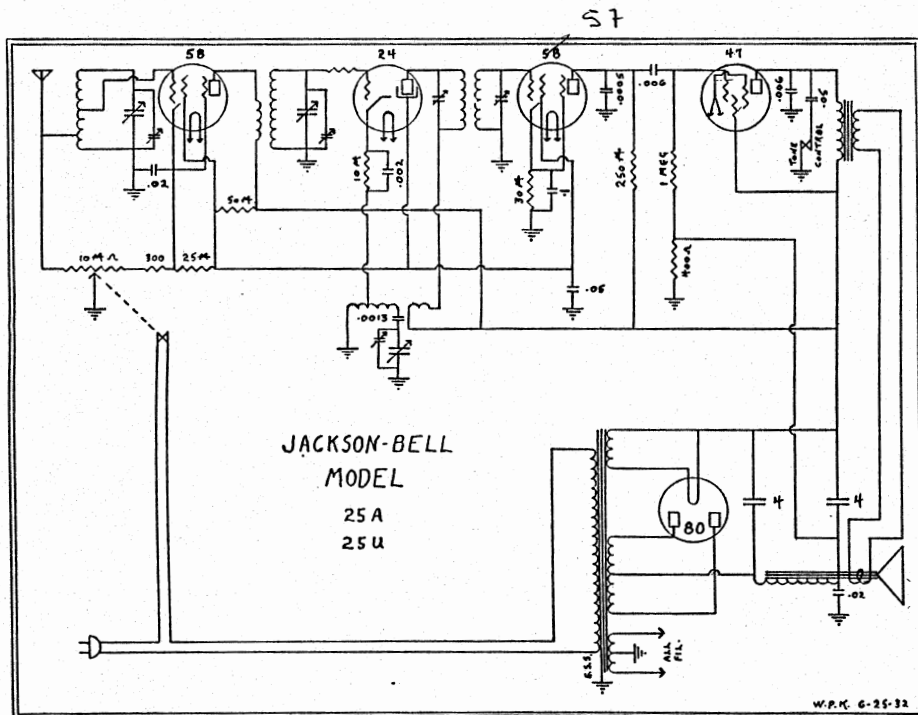 57
58
24
58
47
.0005
.006
.006
.05
TONE
CONTROL
.02
10M
.002
30M
.1
250M
1 MEG
50M
10MΩ
300
25M
400Ω
.05
.0013
JACKSON-BELL
MODEL
25A
25U
80
4
4
.02
E.S.S.
ALL
FIL.
W.P.K. 6-25-32